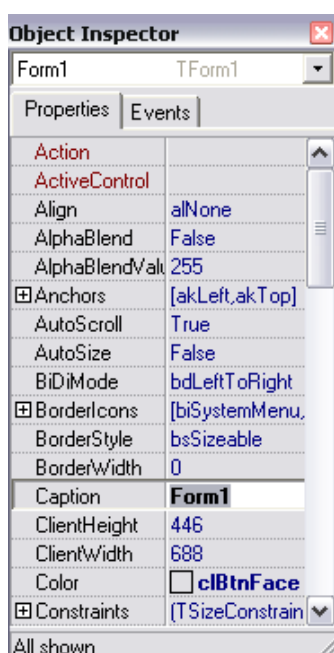 Object Inspector
Form1 TForm1
Properties Events
Action
ActiveControl
Align alNone
AlphaBlend False
AlphaBlendValu 255
Anchors [akLeft,akTop]
AutoScroll True
AutoSize False
BiDiMode bdLeftToRight
BorderIcons [biSystemMenu,
BorderStyle bsSizeable
BorderWidth 0
Caption Form1
ClientHeight 446
ClientWidth 688
Color clBtnFace
Constraints (TSizeConstrain
All shown